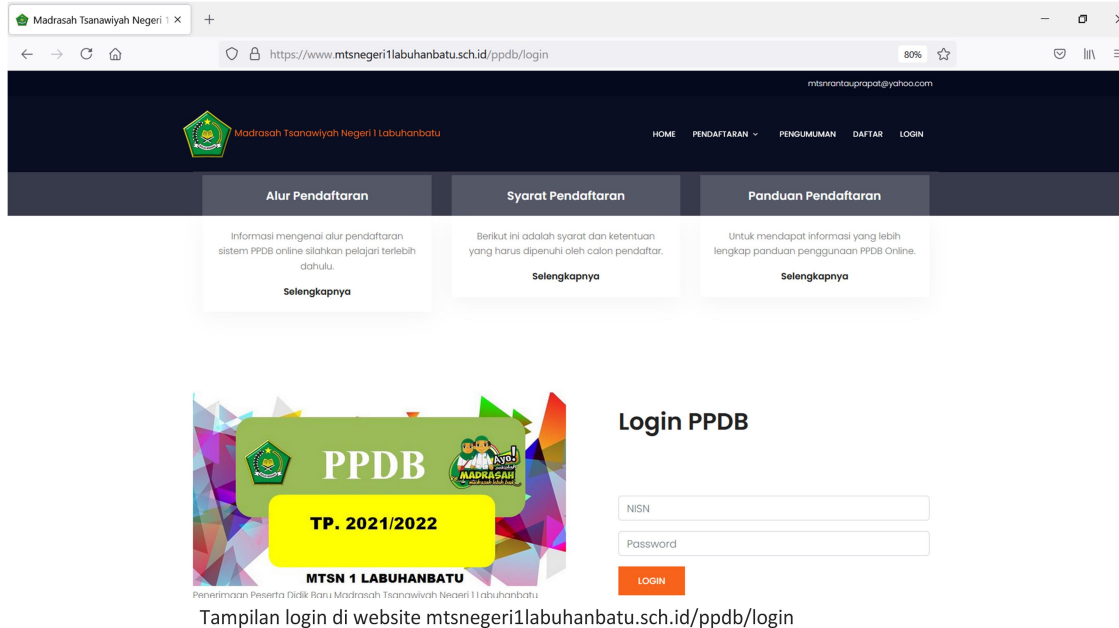 Madrasah Tsanawiyah Negeri 1
https://www.mtsnegeri1labuhanbatu.sch.id/ppdb/login
80%
mtsnrantauprapat@yahoo.com
Madrasah Tsanawiyah Negeri 1 Labuhanbatu
HOME PENDAFTARAN PENGUMUMAN DAFTAR LOGIN
Alur Pendaftaran
Informasi mengenai alur pendaftaran
sistem PPDB online silahkan pelajari terlebih
dahulu.
Selengkapnya
Syarat Pendaftaran
Berikut ini adalah syarat dan ketentuan
yang harus dipenuhi oleh calon pendaftar.
Selengkapnya
Panduan Pendaftaran
Untuk mendapat informasi yang lebih
lengkap panduan penggunaan PPDB Online.
Selengkapnya
PPDB
Ayo!
MADRASAH
TP. 2021/2022
MTSN 1 LABUHANBATU
Penerimaan Peserta Didik Baru Madrasah Tsanawiyah Negeri 1 Labuhanbatu
Login PPDB
NISN
Password
LOGIN
Tampilan login di website mtsnegeri1labuhanbatu.sch.id/ppdb/login